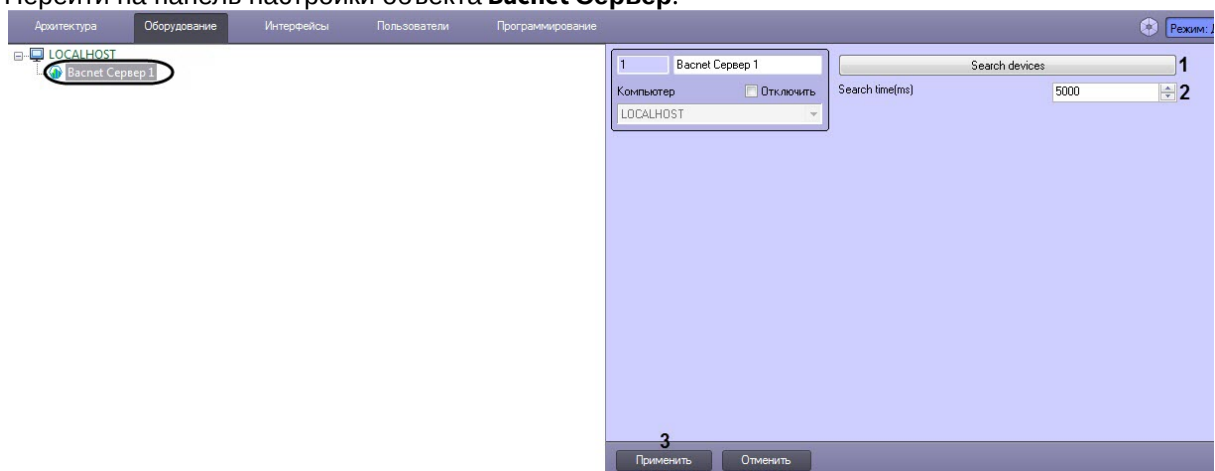 Перейти на панель настройки объекта Bacnet Сервер.
Архитектура Оборудование Интерфейсы Пользователи Программирование Режим:
LOCALHOST
Bacnet Сервер 1
1 Bacnet Сервер 1
Компьютер Отключить
LOCALHOST
Search devices 1
Search time(ms) 5000 2
3
Применить Отменить